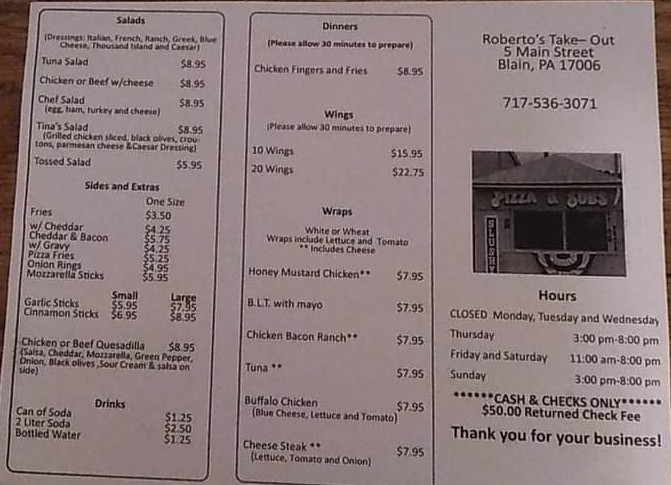 Salads
(Dressings: Italian, French, Ranch, Greek, Blue
Cheese, Thousand Island and Caesar)
Tuna Salad $8.95
Chicken or Beef w/cheese $8.95
Chef Salad $8.95
(egg, ham, turkey and cheese)
Tina's Salad $8.95
(Grilled chicken sliced, black olives, crou-
tons, parmesan cheese &Caesar Dressing)
Tossed Salad $5.95
Sides and Extras
One Size
Fries $3.50
w/ Cheddar $4.25
Cheddar & Bacon $5.75
w/ Gravy $4.25
Pizza Fries $5.25
Onion Rings $4.95
Mozzarella Sticks $5.95
Small Large
Garlic Sticks $5.95 $7.95
Cinnamon Sticks $6.95 $8.95
Chicken or Beef Quesadilla $8.95
(Salsa, Cheddar, Mozzarella, Green Pepper,
Onion, Black olives ,Sour Cream & salsa on
side)
Drinks
Can of Soda $1.25
2 Liter Soda $2.50
Bottled Water $1.25
Dinners
(Please allow 30 minutes to prepare)
Chicken Fingers and Fries $8.95
Wings
(Please allow 30 minutes to prepare)
10 Wings $15.95
20 Wings $22.75
Wraps
White or Wheat
Wraps include Lettuce and Tomato
** Includes Cheese
Honey Mustard Chicken** $7.95
B.L.T. with mayo $7.95
Chicken Bacon Ranch** $7.95
Tuna ** $7.95
Buffalo Chicken $7.95
(Blue Cheese, Lettuce and Tomato)
Cheese Steak ** $7.95
(Lettuce, Tomato and Onion)
Roberto's Take– Out
5 Main Street
Blain, PA 17006
717-536-3071
PIZZA & SUBS
SLUSHY
Hours
CLOSED Monday, Tuesday and Wednesday
Thursday 3:00 pm-8:00 pm
Friday and Saturday 11:00 am-8:00 pm
Sunday 3:00 pm-8:00 pm
******CASH & CHECKS ONLY******
$50.00 Returned Check Fee
Thank you for your business!